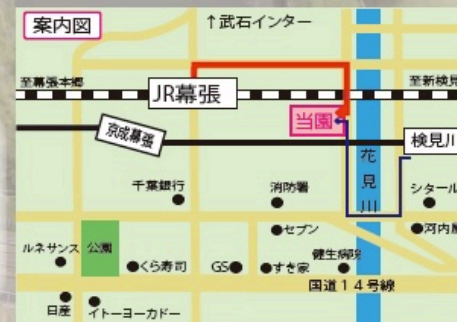 案内図
↑武石インター
至幕張本郷
JR幕張
至新検見
当園
京成幕張
検見川
花見川
千葉銀行
消防署
シタール
セブン
河内屋
ルネサンス
公園
くら寿司
GS
すき家
健生病院
国道14号線
日産
イトーヨーカドー